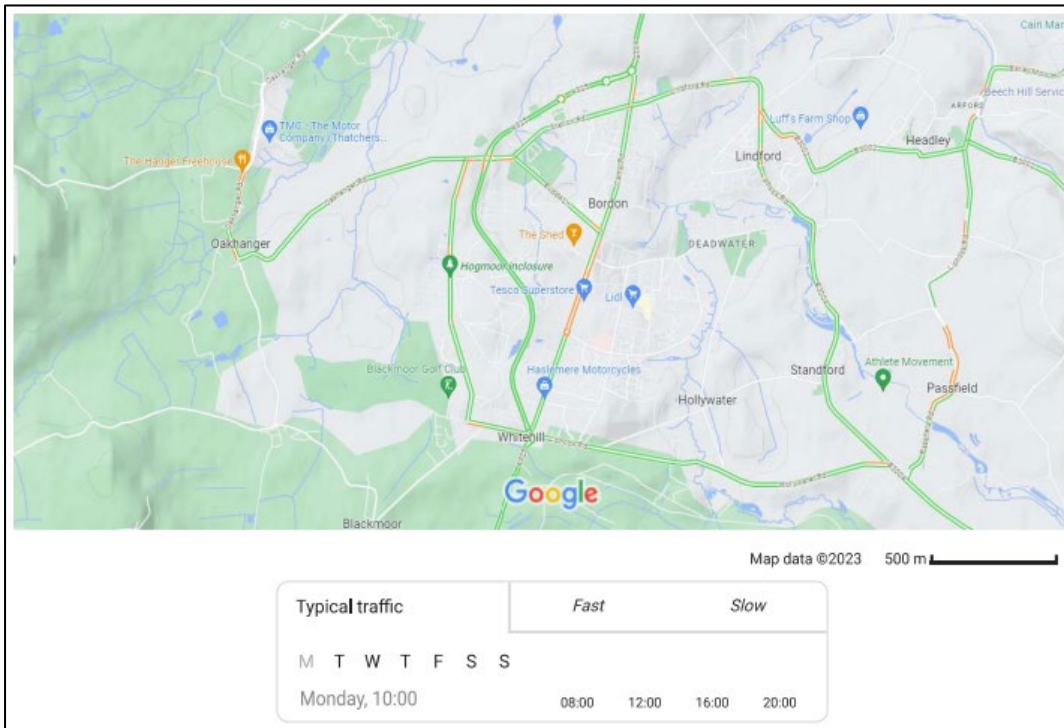 Cairl Mar
Beech Hill Servic
ARFORD
TMC - The Motor
Company | Thatchers...
Luff's Farm Shop
Headley
The Hanger Freehouse
Lindford
Bordon
The Shed
DEADWATER
Oakhanger
Hogmoor Inclosure
Tesco Superstore
Lidl
Blackmoor Golf Club
Haslemere Motorcycles
Standford
Athlete Movement
Passfield
Hollywater
Whitehill
Google
Blackmoor
Map data ©2023 500 m
Typical traffic Fast Slow
M T W T F S S
Monday, 10:00 08:00 12:00 16:00 20:00